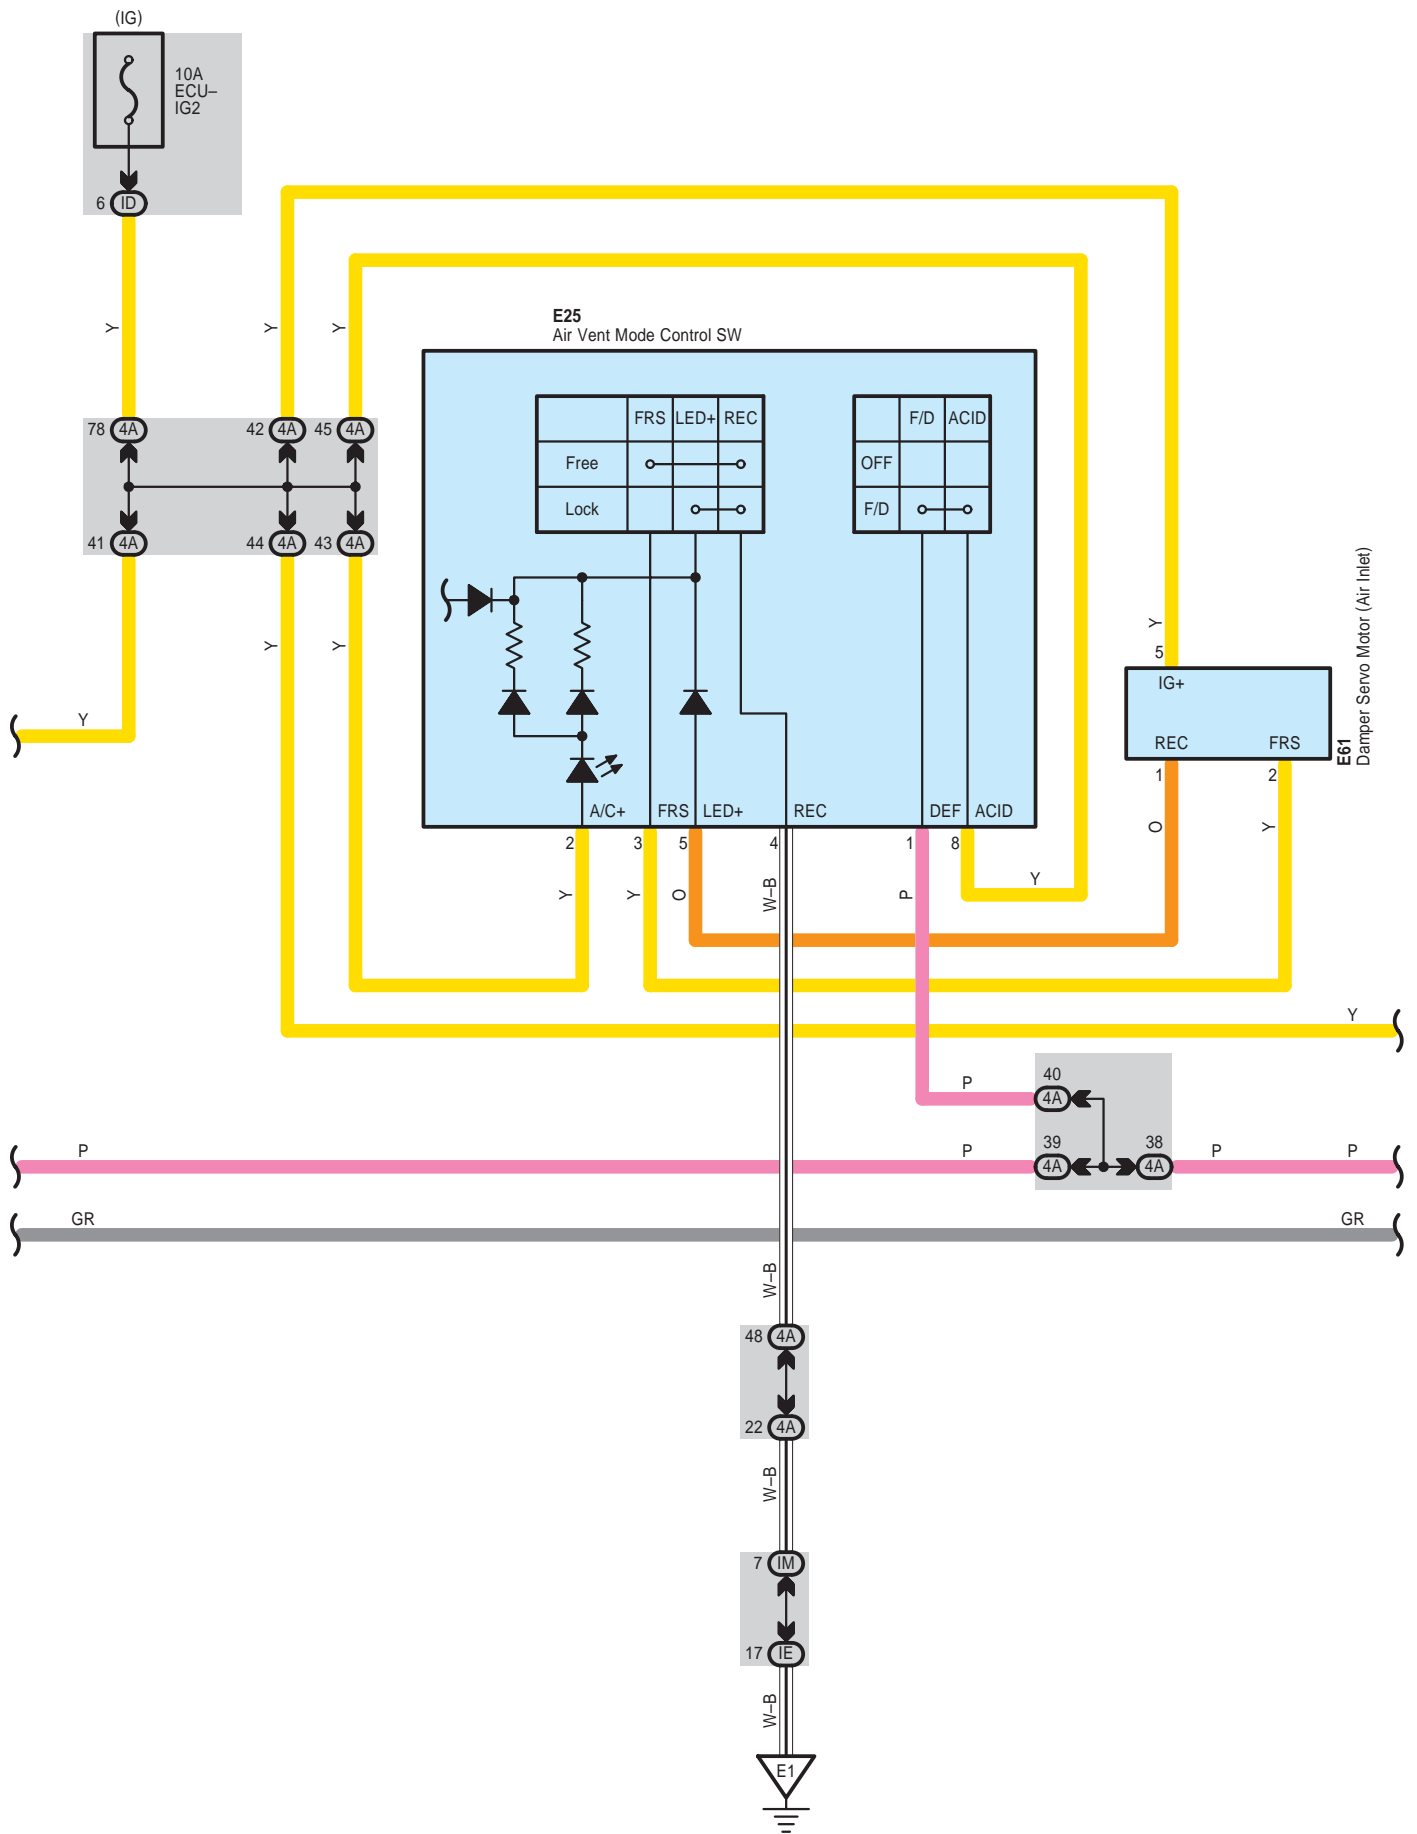 (IG)
10A
ECU–
IG2
6 ID
Y Y Y
E25
Air Vent Mode Control SW
FRS LED+ REC
Free
Lock
F/D ACID
OFF
F/D
78 4A 42 4A 45 4A
41 4A 44 4A 43 4A
Y Y
Y
Y
5
IG+
REC FRS
E61
Damper Servo Motor (Air Inlet)
1 2
O Y
A/C+ FRS LED+ REC DEF ACID
2 3 5 4 1 8
Y Y O W–B P Y
Y
40
P 4A
39 38
P P 4A 4A P P
GR GR
W–B
48 4A
22 4A
W–B
7 IM
17 IE
W–B
E1